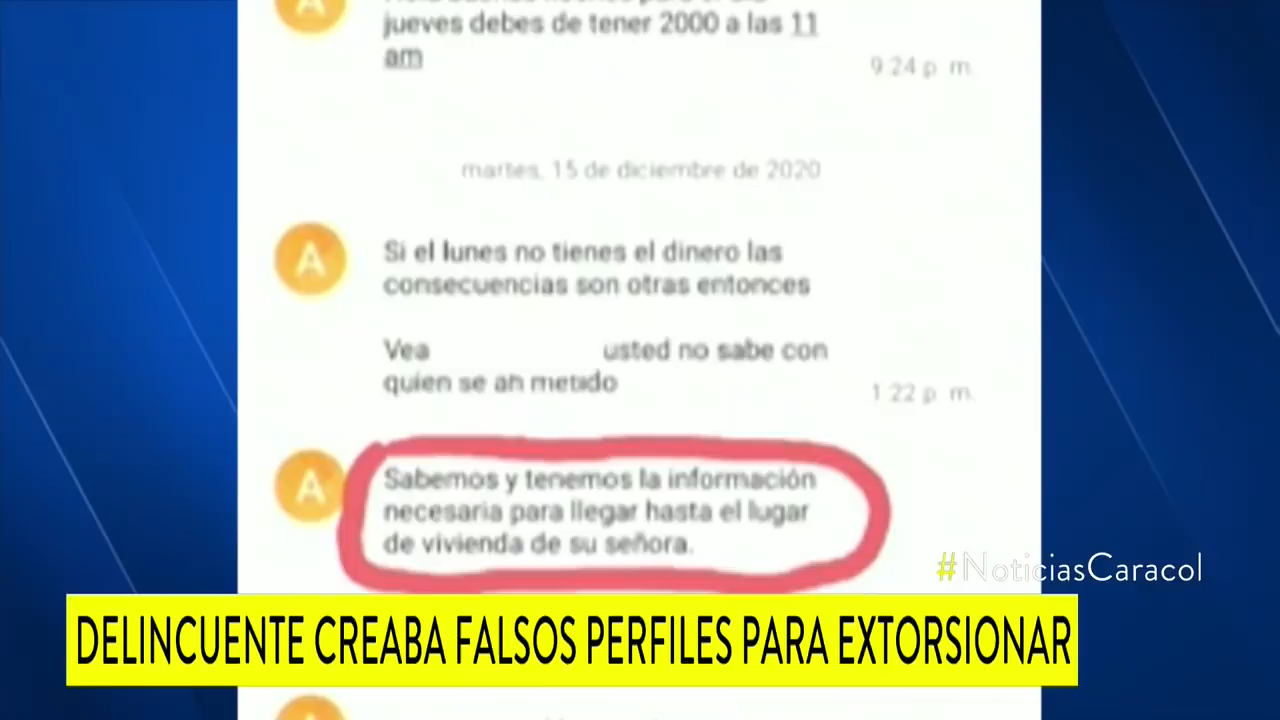 A
jueves debes de tener 2000 a las 11
am
9:24 p. m.
martes, 15 de diciembre de 2020
A
Si el lunes no tienes el dinero las
consecuencias son otras entonces
Vea usted no sabe con
quien se ah metido
1:22 p. m.
A
Sabemos y tenemos la información
necesaria para llegar hasta el lugar
de vivienda de su señora.
#NoticiasCaracol
DELINCUENTE CREABA FALSOS PERFILES PARA EXTORSIONAR